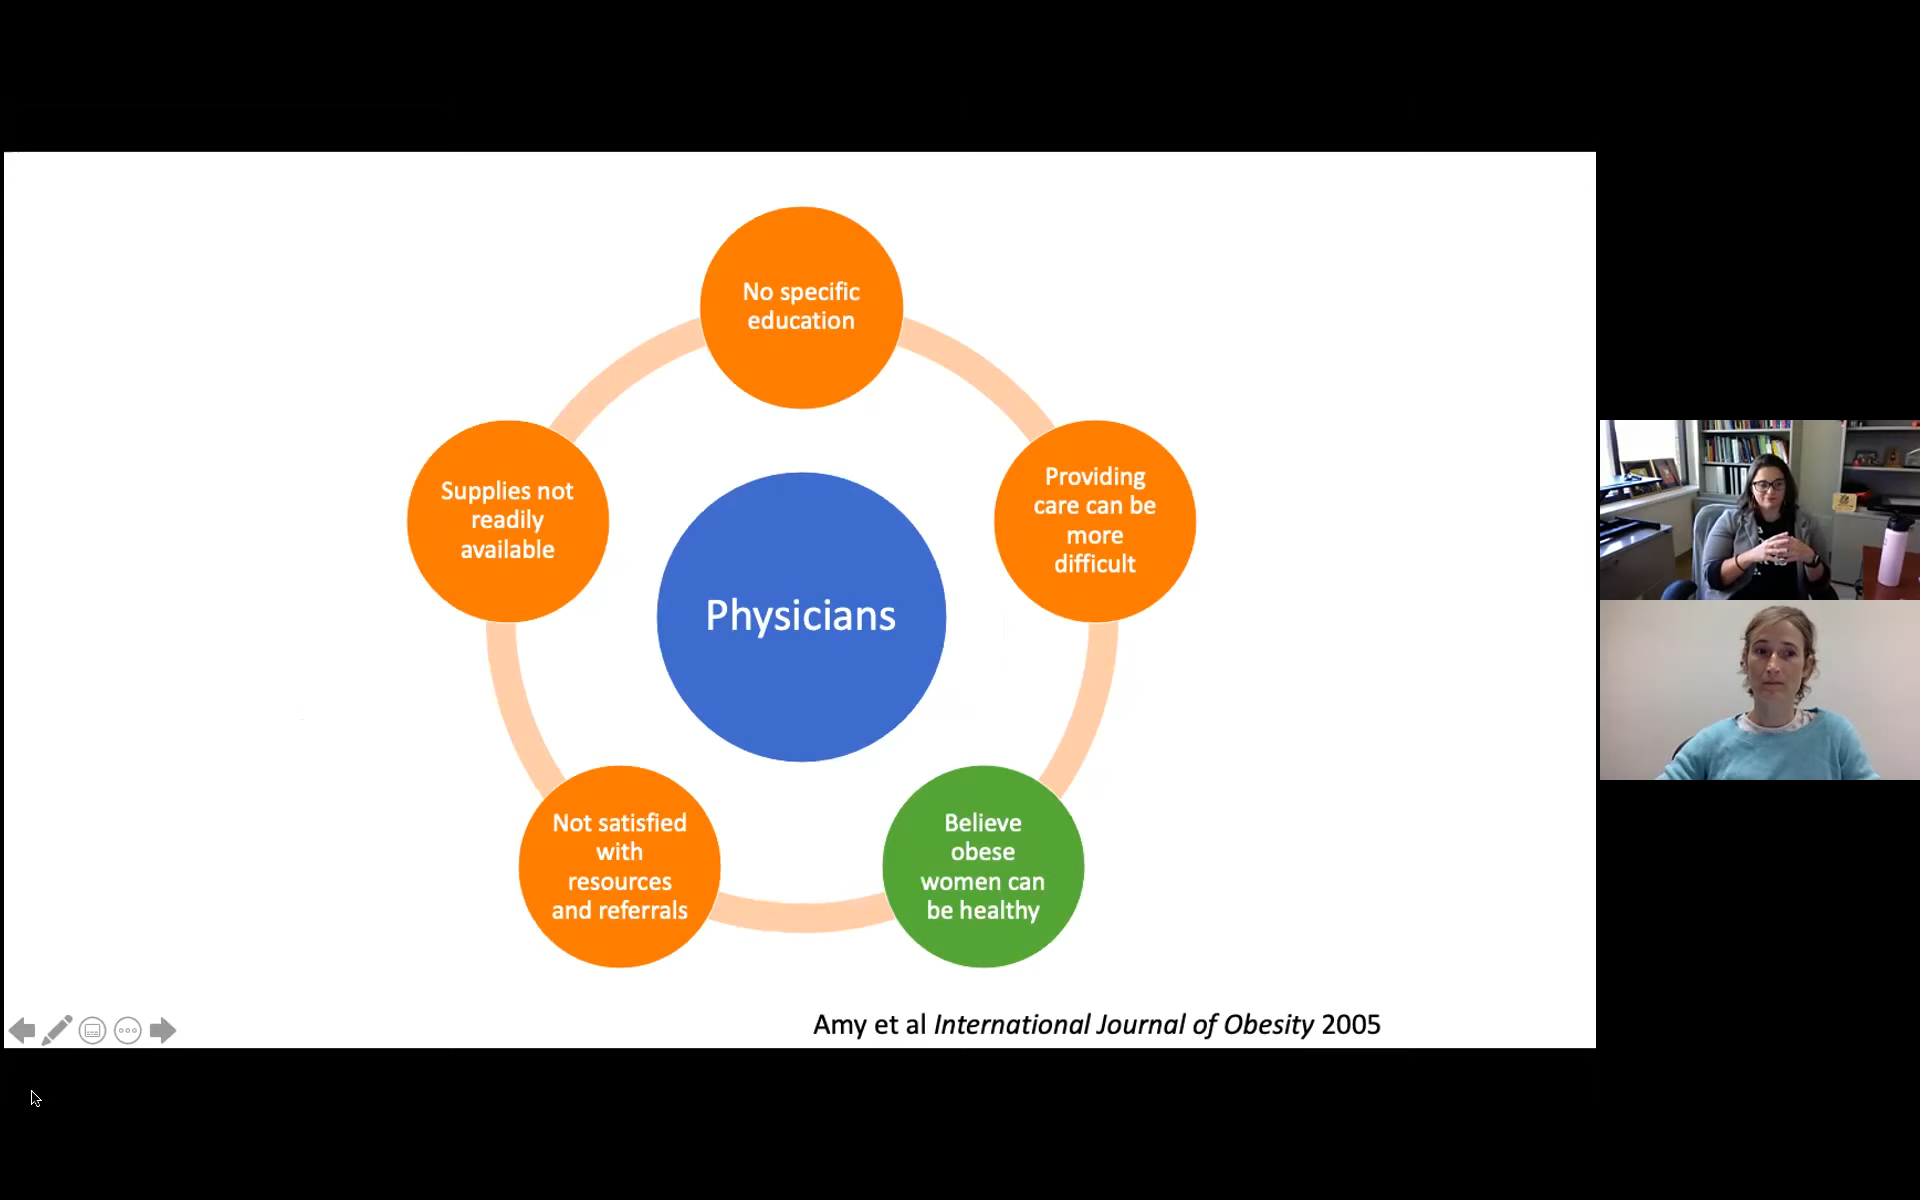 No specific
education
Supplies not
readily
available
Providing
care can be
more
difficult
Physicians
Not satisfied
with
resources
and referrals
Believe
obese
women can
be healthy
Amy et al International Journal of Obesity 2005